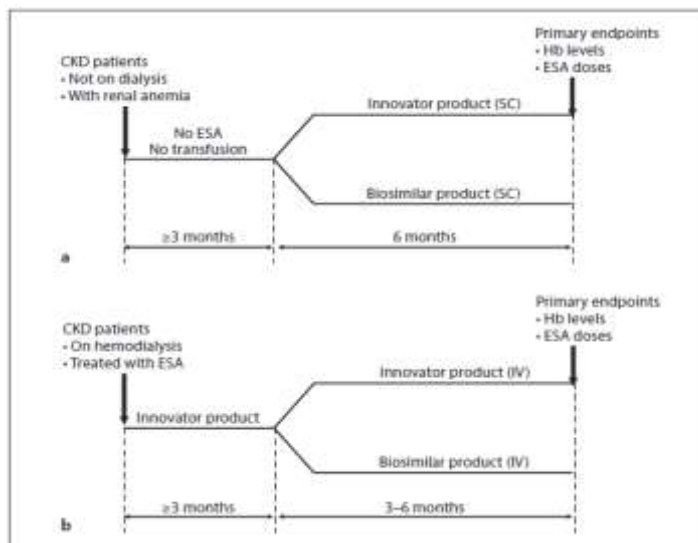 Primary endpoints
• Hb levels
• ESA doses
CKD patients
• Not on dialysis
• With renal anemia
Innovator product (SC)
No ESA
No transfusion
Biosimilar product (SC)
≥3 months
6 months
a
Primary endpoints
• Hb levels
• ESA doses
CKD patients
• On hemodialysis
• Treated with ESA
Innovator product (IV)
Innovator product
Biosimilar product (IV)
≥3 months
3–6 months
b